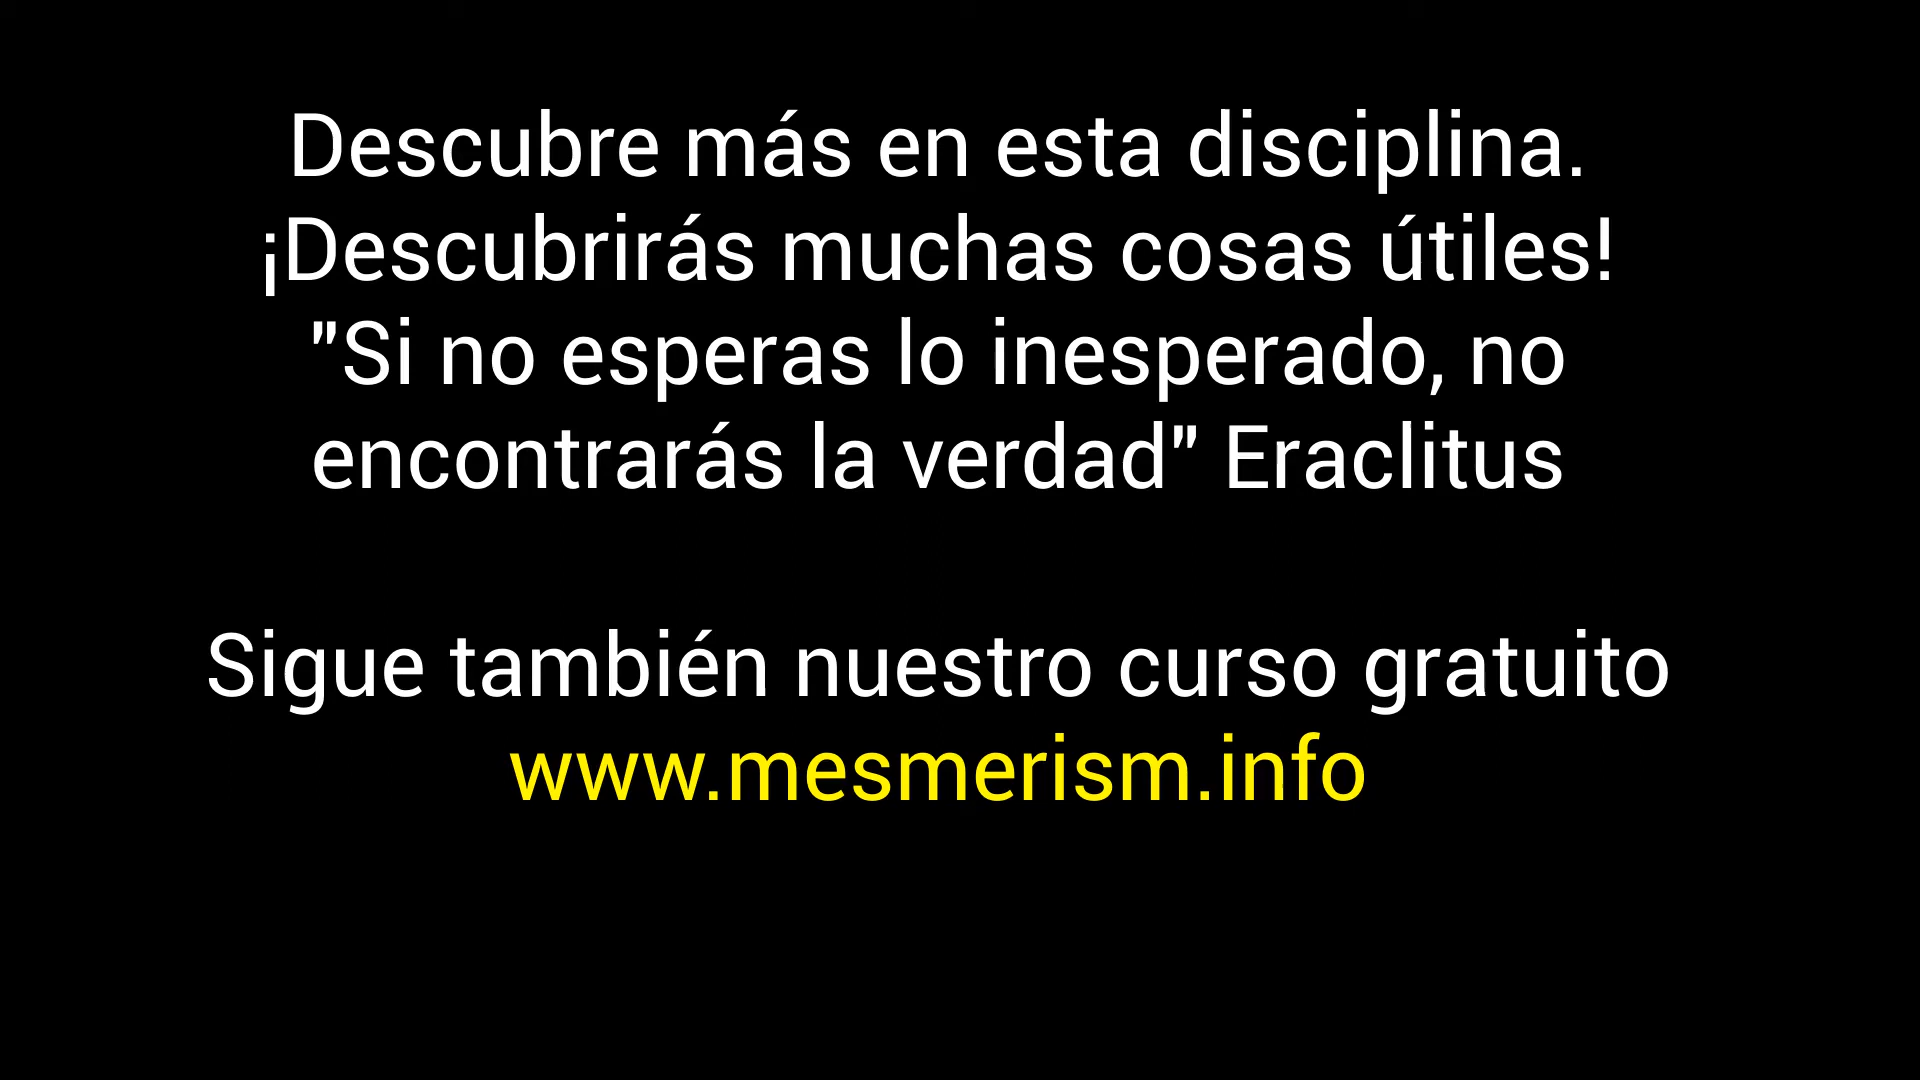 Descubre más en esta disciplina.
¡Descubrirás muchas cosas útiles!
"Si no esperas lo inesperado, no
encontrarás la verdad" Eraclitus
Sigue también nuestro curso gratuito
www.mesmerism.info